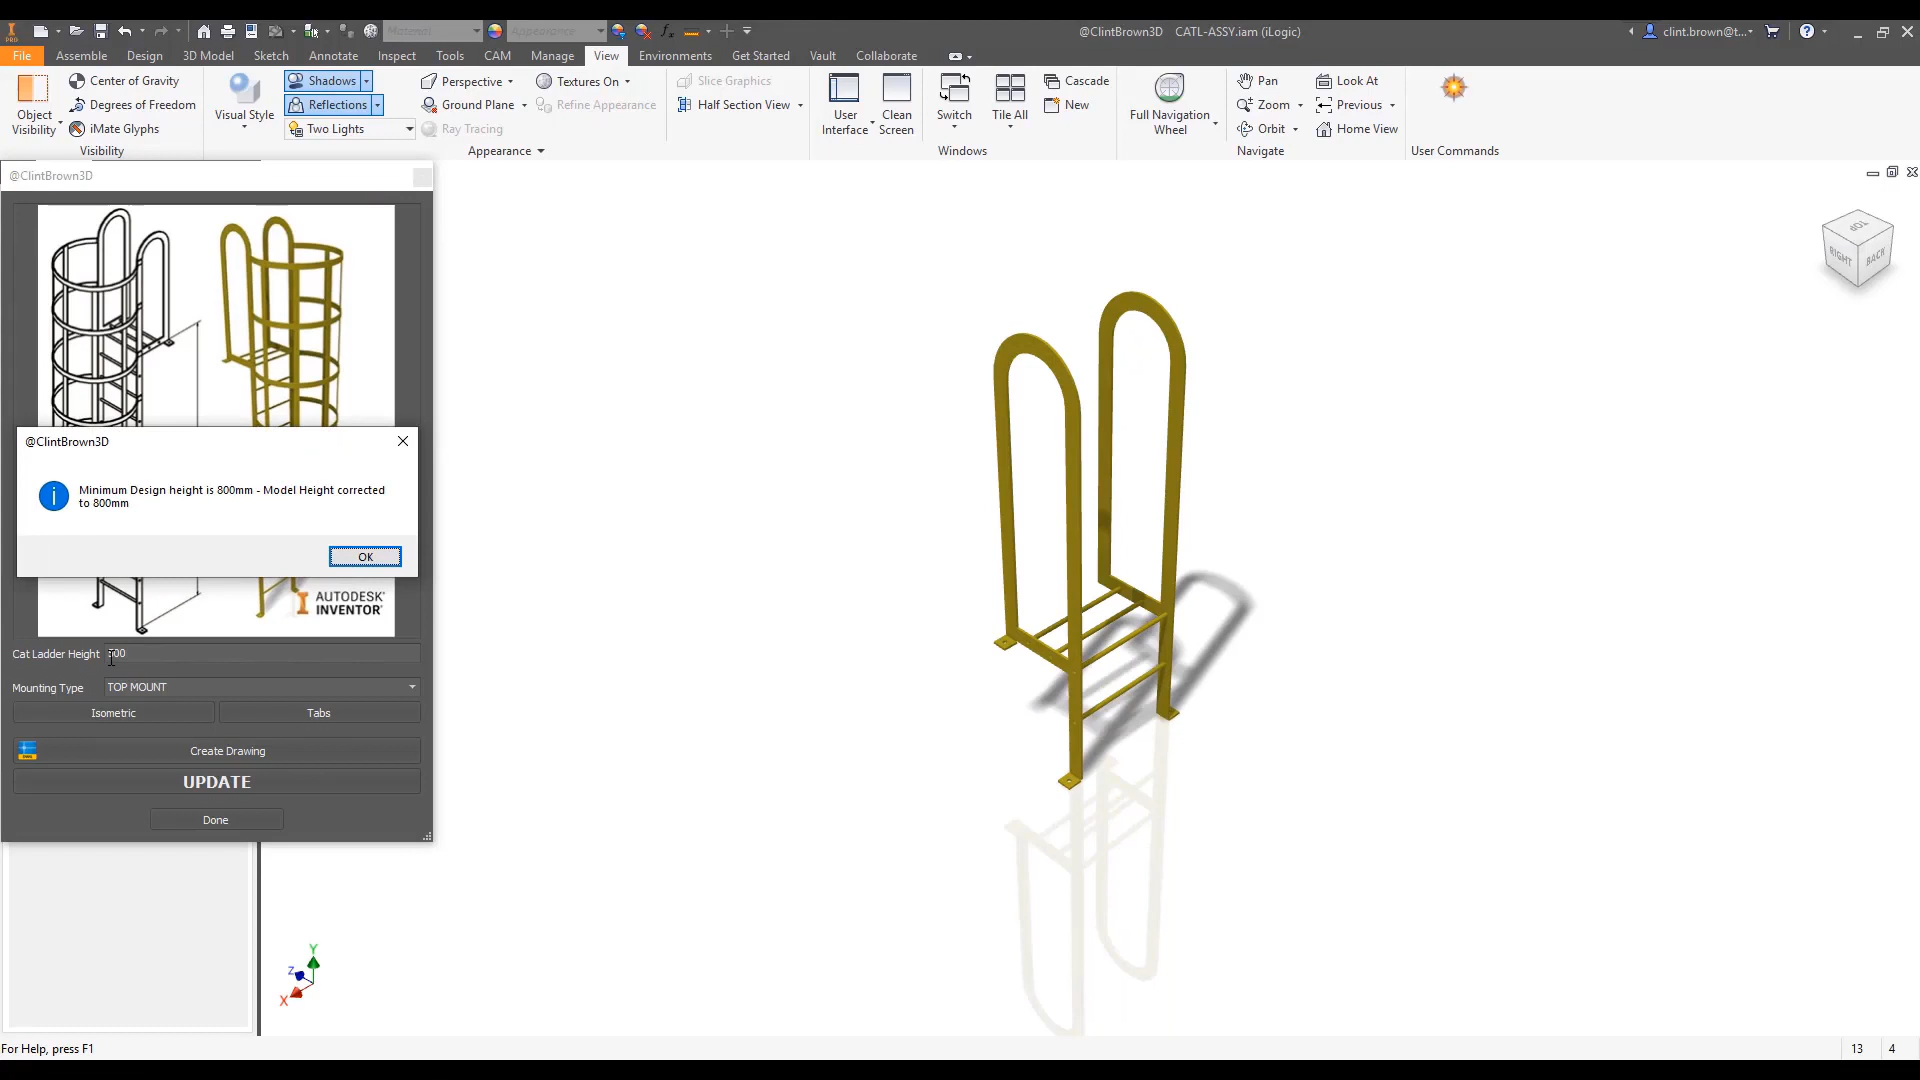 Material
Appearance
@ClintBrown3D CATL-ASSY.iam (iLogic)
clint.brown@t...
File Assemble Design 3D Model Sketch Annotate Inspect Tools CAM Manage View Environments Get Started Vault Collaborate
Object Visibility
Center of Gravity
Degrees of Freedom
iMate Glyphs
Visibility
Visual Style
Shadows
Reflections
Two Lights
Perspective
Ground Plane
Ray Tracing
Textures On
Refine Appearance
Appearance
Slice Graphics
Half Section View
User Interface
Clean Screen
Switch
Tile All
Cascade
New
Windows
Full Navigation Wheel
Pan
Zoom
Orbit
Look At
Previous
Home View
Navigate
User Commands
@ClintBrown3D
@ClintBrown3D
Minimum Design height is 800mm - Model Height corrected
to 800mm
OK
AUTODESK'
INVENTOR'
Cat Ladder Height
Mounting Type TOP MOUNT
Isometric Tabs
Create Drawing
UPDATE
Done
TOP
RIGHT
BACK
Y
Z
X
For Help, press F1
13 4